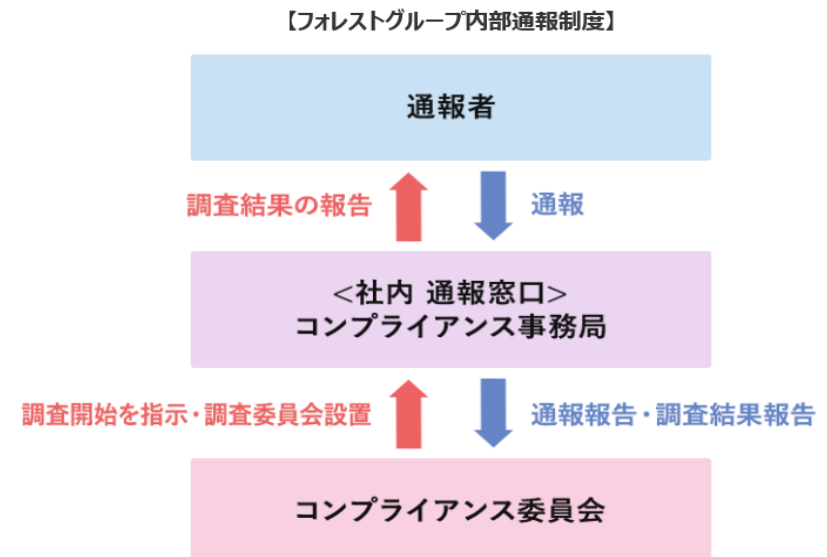 【フォレストグループ内部通報制度】
通報者
調査結果の報告
通報
<社内 通報窓口>
コンプライアンス事務局
調査開始を指示・調査委員会設置
通報報告・調査結果報告
コンプライアンス委員会